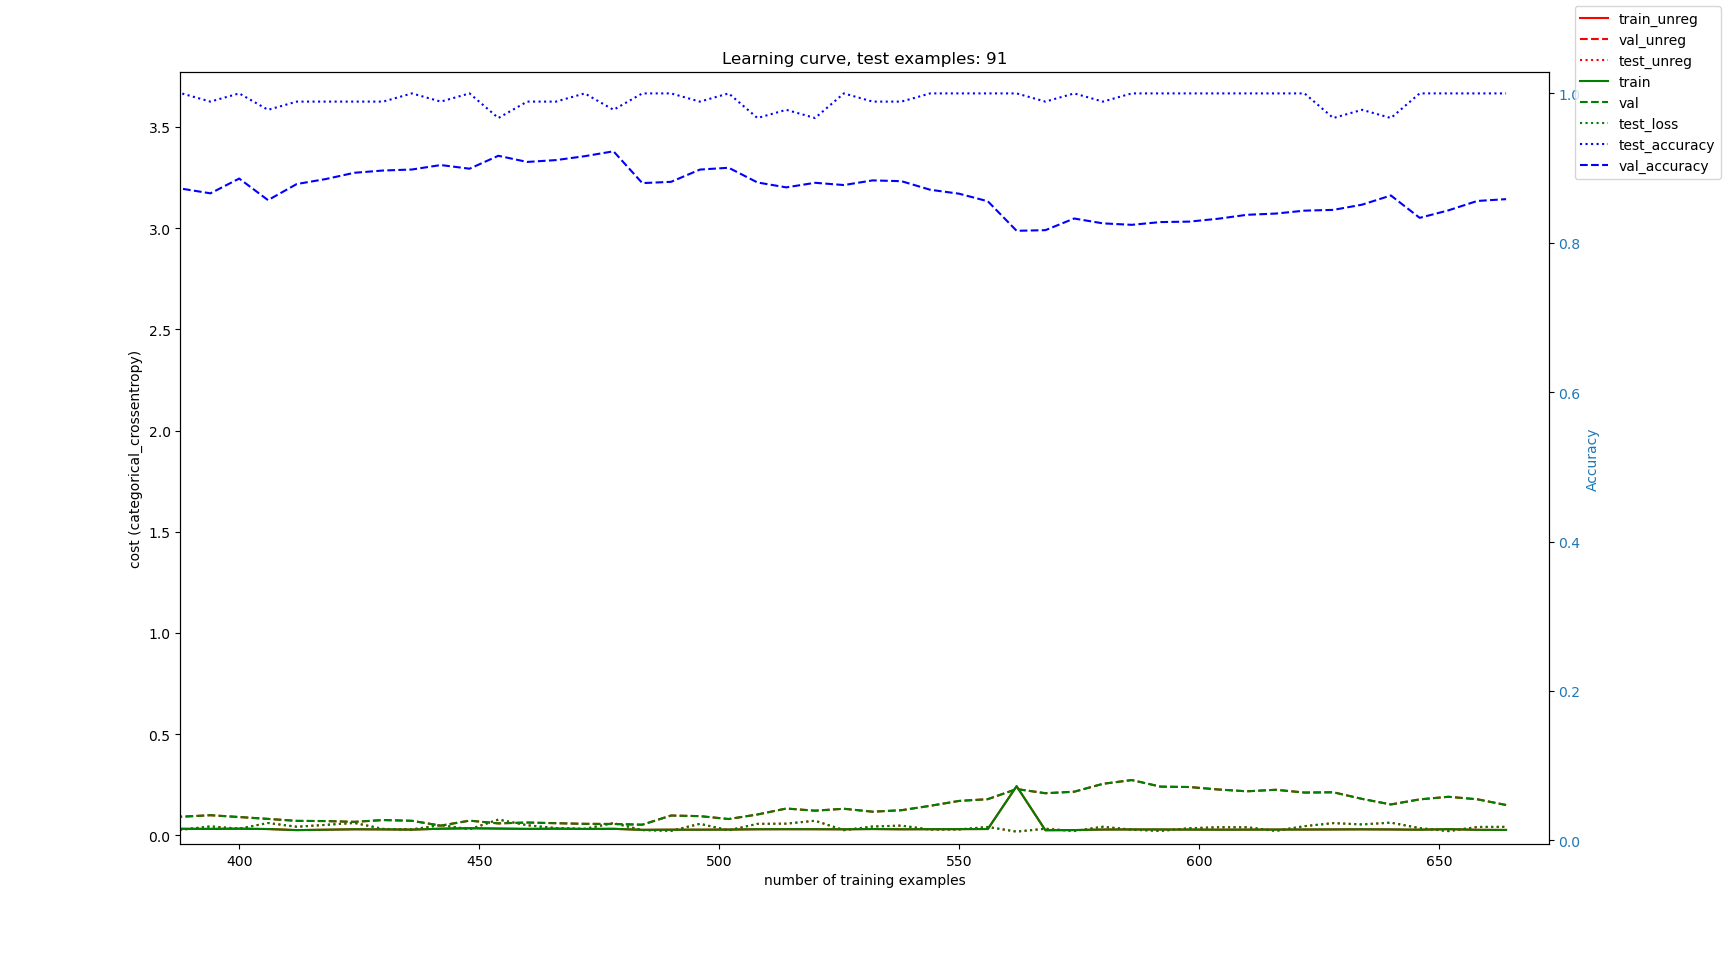 Learning curve, test examples: 91
train_unreg
val_unreg
test_unreg
train
val
test_loss
test_accuracy
val_accuracy
cost (categorical_crossentropy)
3.5
3.0
2.5
2.0
1.5
1.0
0.5
0.0
1.0
0.8
0.6
0.4
0.2
0.0
Accuracy
400
450
500
550
600
650
number of training examples